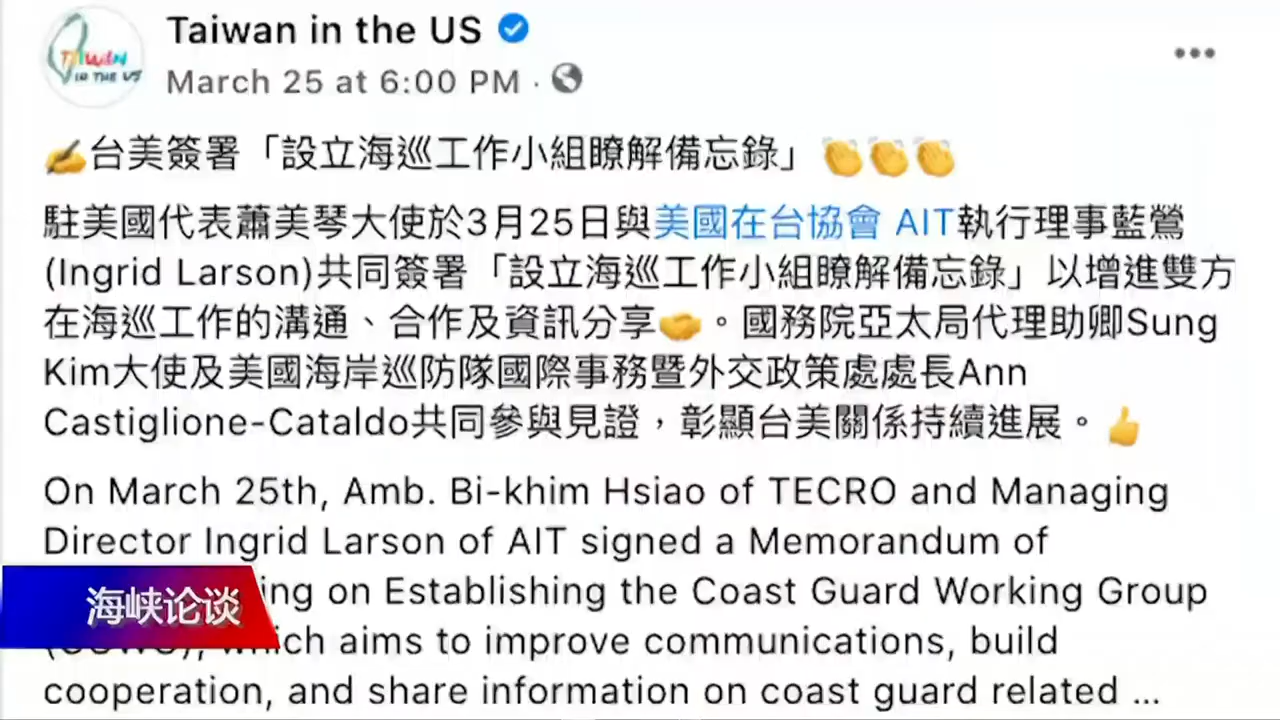 TAIWAN
IN THE US
Taiwan in the US
March 25 at 6:00 PM ·
✍台美簽署「設立海巡工作小組瞭解備忘錄」👏👏👏
駐美國代表蕭美琴大使於3月25日與美國在台協會 AIT執行理事藍鶯
(Ingrid Larson)共同簽署「設立海巡工作小組瞭解備忘錄」以增進雙方
在海巡工作的溝通、合作及資訊分享🤝。國務院亞太局代理助卿Sung
Kim大使及美國海岸巡防隊國際事務暨外交政策處處長Ann
Castiglione-Cataldo共同參與見證，彰顯台美關係持續進展。👍
On March 25th, Amb. Bi-khim Hsiao of TECRO and Managing
Director Ingrid Larson of AIT signed a Memorandum of
ing on Establishing the Coast Guard Working Group
海峡论谈
which aims to improve communications, build
cooperation, and share information on coast guard related ...